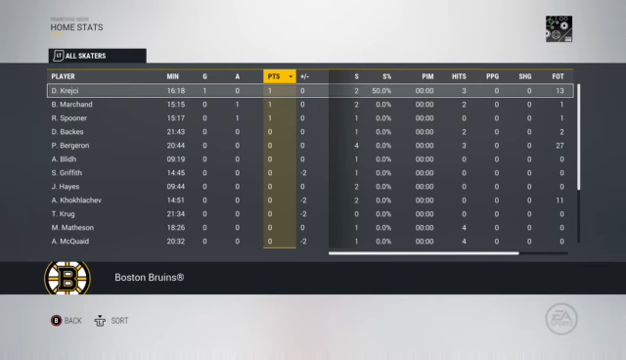 FRANCHISE MODE
HOME STATS
LT ALL SKATERS
PLAYER MIN G A PTS +/- S S% PIM HITS PPG SHG FOT
D. Krejci 16:18 1 0 1 0 2 50.0% 00:00 3 0 0 13
B. Marchand 15:15 0 1 1 0 2 0.0% 00:00 2 0 0 1
R. Spooner 15:17 0 1 1 0 1 0.0% 00:00 0 0 0 1
D. Backes 21:43 0 0 0 0 1 0.0% 00:00 2 0 0 2
P. Bergeron 20:44 0 0 0 0 4 0.0% 00:00 3 0 0 27
A. Blidh 09:19 0 0 0 0 1 0.0% 00:00 0 0 0 0
S. Griffith 14:45 0 0 0 -2 1 0.0% 00:00 0 0 0 0
J. Hayes 09:44 0 0 0 0 2 0.0% 00:00 0 0 0 0
A. Khokhlachev 14:51 0 0 0 -2 2 0.0% 00:00 0 0 0 11
T. Krug 21:34 0 0 0 -2 0 0.0% 00:00 0 0 0 0
M. Matheson 18:26 0 0 0 0 1 0.0% 00:00 4 0 0 0
A. McQuaid 20:32 0 0 0 -2 1 0.0% 00:00 4 0 0 0
B Boston Bruins®
B BACK SORT
EA SPORTS